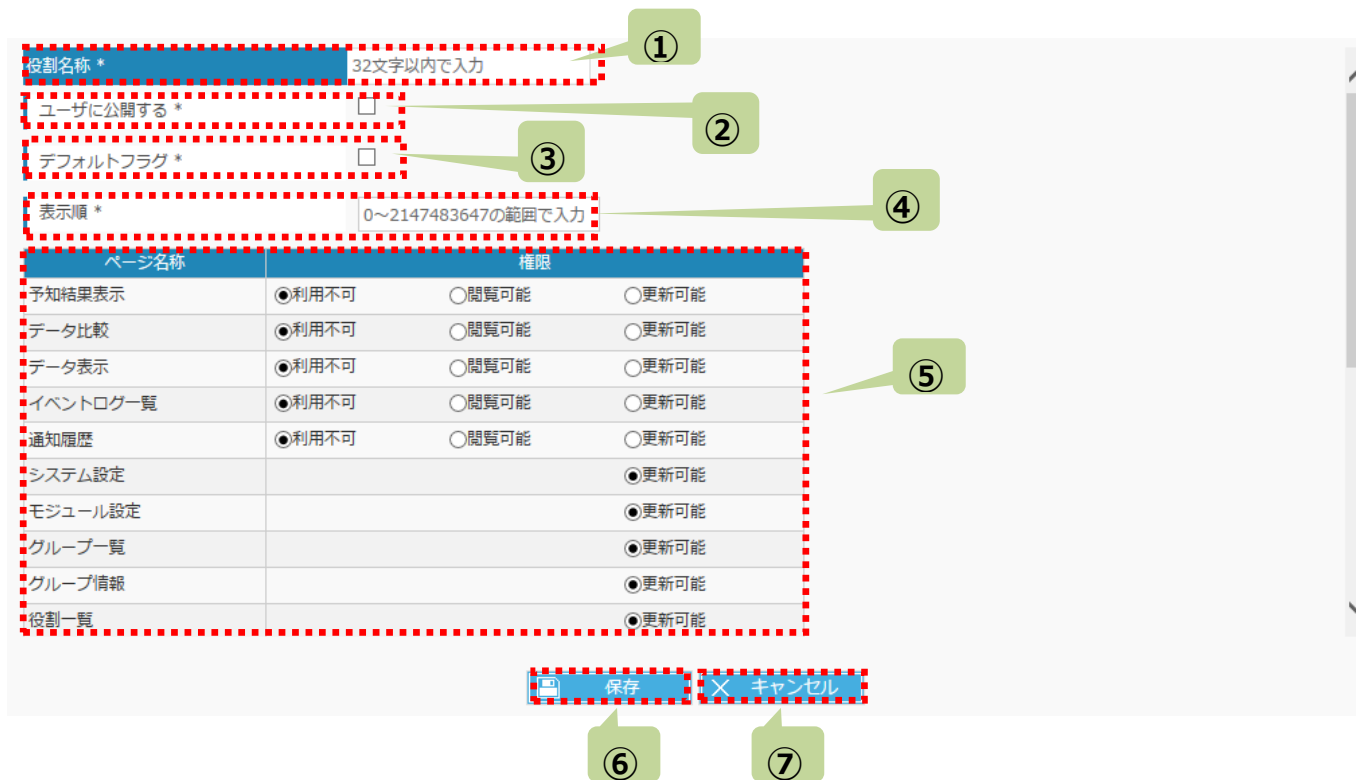 ①
役割名称 * 32文字以内で入力
ユーザに公開する *
②
デフォルトフラグ *
③
表示順 * 0～2147483647の範囲で入力
④
ページ名称 権限
予知結果表示 利用不可 閲覧可能 更新可能
データ比較 利用不可 閲覧可能 更新可能
データ表示 利用不可 閲覧可能 更新可能
⑤
イベントログ一覧 利用不可 閲覧可能 更新可能
通知履歴 利用不可 閲覧可能 更新可能
システム設定 更新可能
モジュール設定 更新可能
グループ一覧 更新可能
グループ情報 更新可能
役割一覧 更新可能
保存 キャンセル
⑥ ⑦